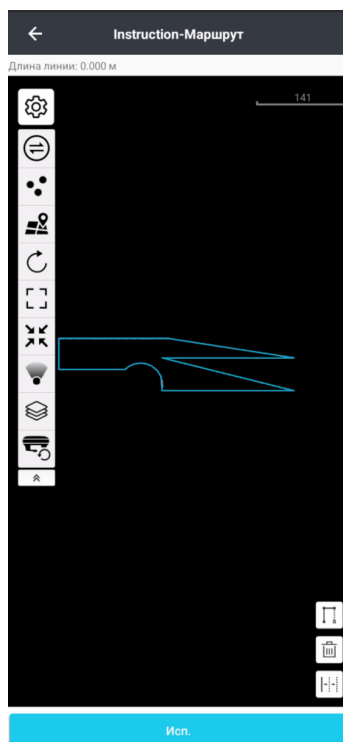 Instruction-Маршрут
Длина линии: 0.000 м
141
Исп.